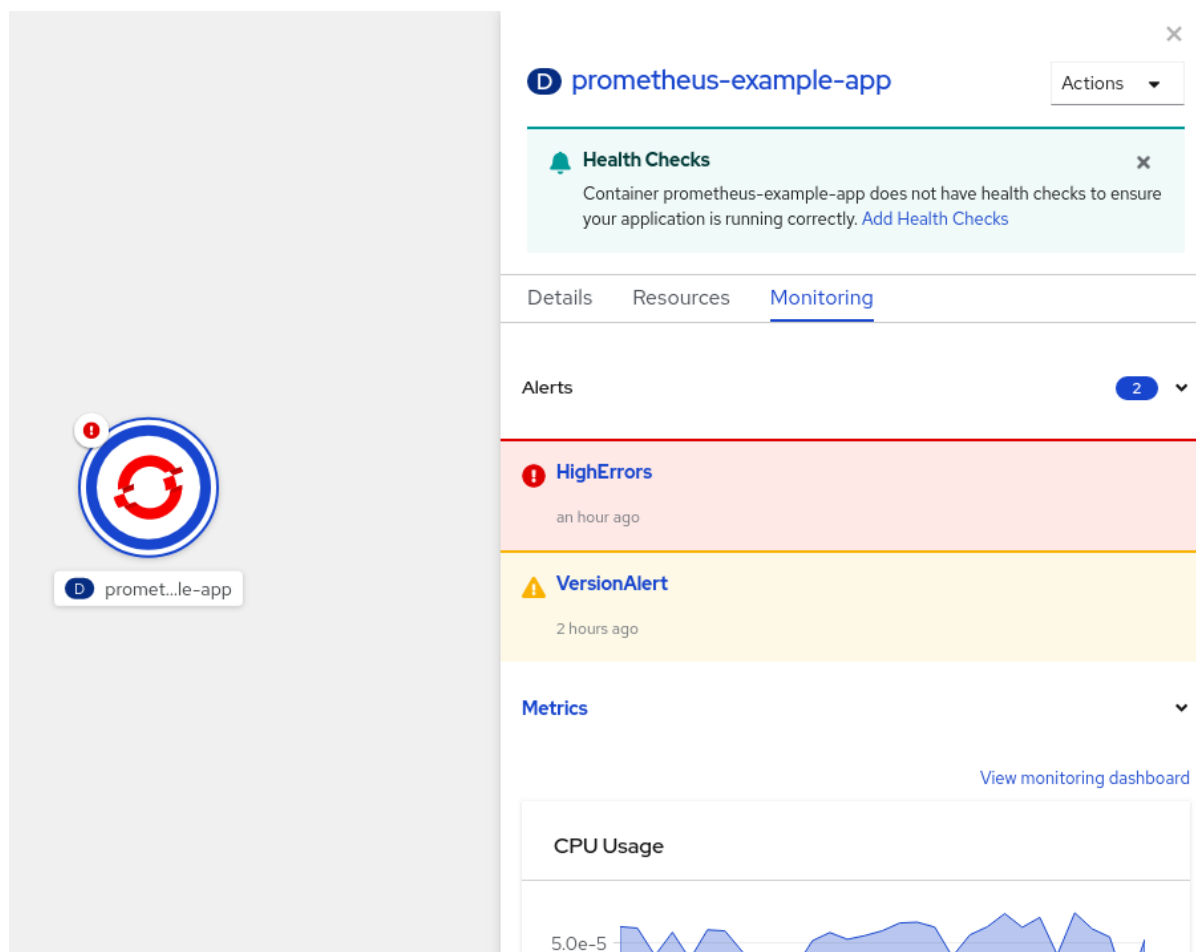 D prometheus-example-app
Actions
Health Checks
Container prometheus-example-app does not have health checks to ensure
your application is running correctly. Add Health Checks
Details Resources Monitoring
Alerts 2
HighErrors
an hour ago
VersionAlert
2 hours ago
D promet...le-app
Metrics
View monitoring dashboard
CPU Usage
5.0e-5